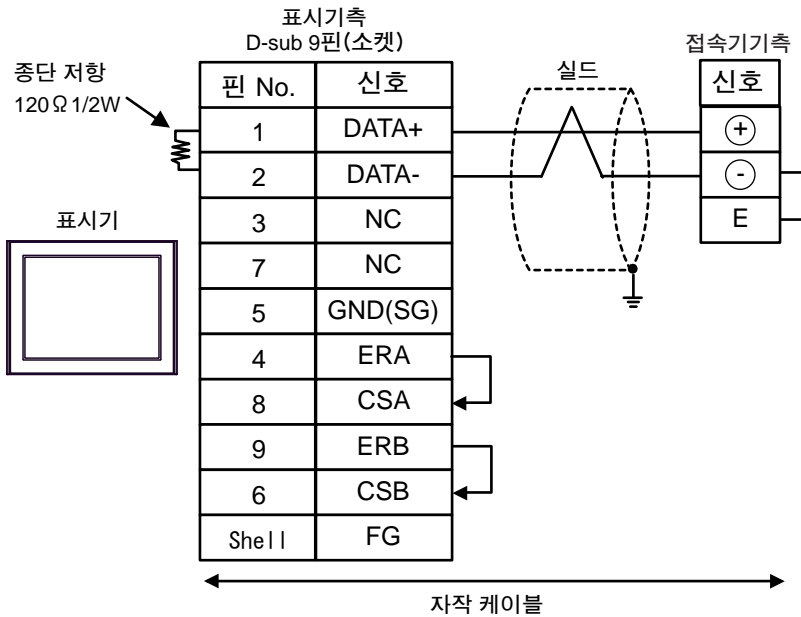 표시기측
D-sub 9핀(소켓)
접속기기측
종단 저항
120Ω1/2W
실드
표시기
핀 No. 신호
1 DATA+
2 DATA-
3 NC
7 NC
5 GND(SG)
4 ERA
8 CSA
9 ERB
6 CSB
Shell FG
신호
+
-
E
자작 케이블